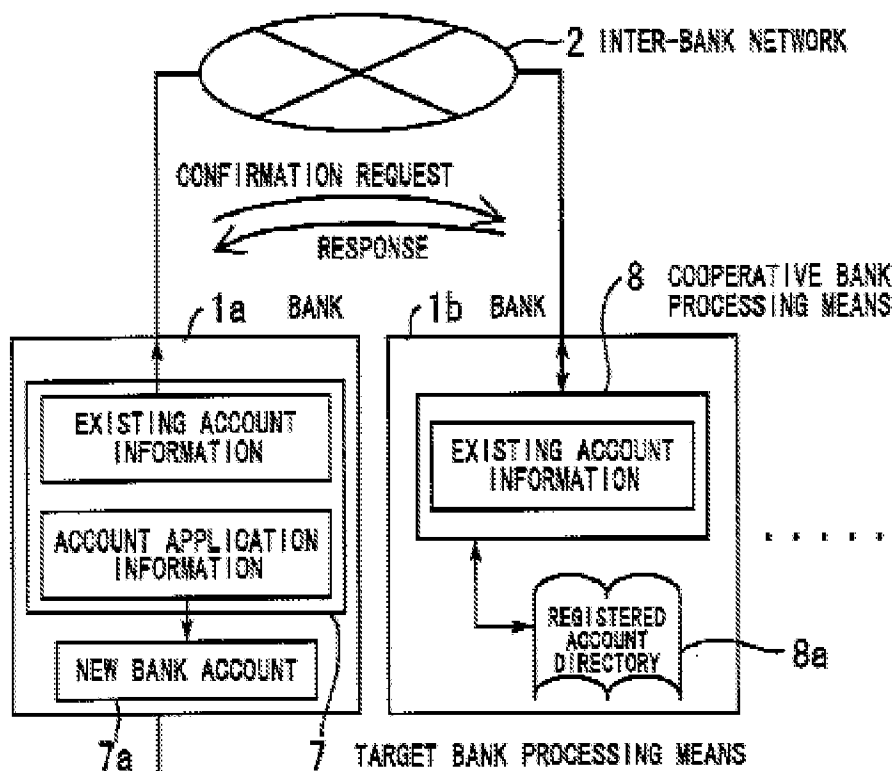 2 INTER-BANK NETWORK
CONFIRMATION REQUEST
RESPONSE
1a BANK
1b BANK
8 COOPERATIVE BANK
PROCESSING MEANS
EXISTING ACCOUNT
INFORMATION
ACCOUNT APPLICATION
INFORMATION
NEW BANK ACCOUNT
EXISTING ACCOUNT
INFORMATION
REGISTERED
ACCOUNT
DIRECTORY
8a
7a
7 TARGET BANK PROCESSING MEANS